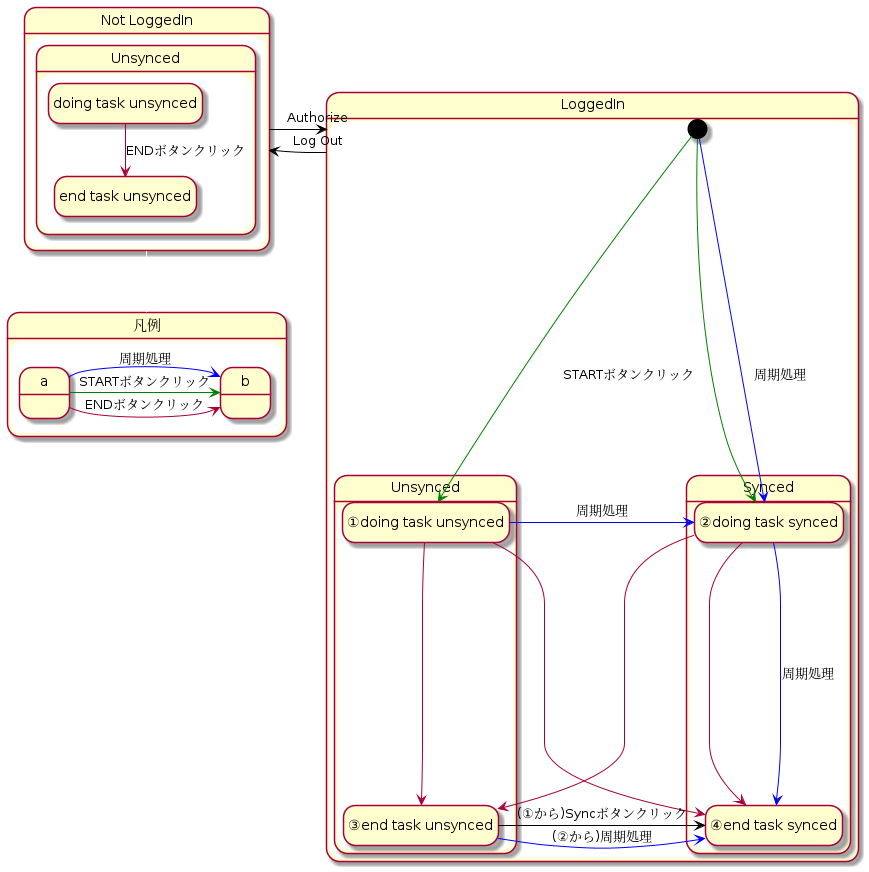 Not LoggedIn
Unsynced
doing task unsynced
ENDボタンクリック
end task unsynced
Authorize
Log Out
LoggedIn
STARTボタンクリック
周期処理
凡例
a
b
周期処理
STARTボタンクリック
ENDボタンクリック
Unsynced
Synced
①doing task unsynced
周期処理
②doing task synced
周期処理
③end task unsynced
(①から)Syncボタンクリック
(②から)周期処理
④end task synced